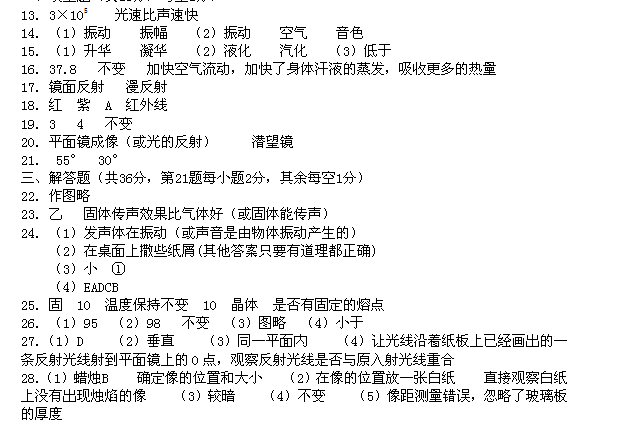 13. 3×10⁵ 光速比声速快
14. (1) 振动 振幅 (2) 振动 空气 音色
15. (1) 升华 凝华 (2) 液化 汽化 (3) 低于
16. 37.8 不变 加快空气流动，加快了身体汗液的蒸发，吸收更多的热量
17. 镜面反射 漫反射
18. 红 紫 A 红外线
19. 3 4 不变
20. 平面镜成像（或光的反射） 潜望镜
21. 55° 30°
三、解答题（共36分，第21题每小题2分，其余每空1分）
22. 作图略
23. 乙 固体传声效果比气体好（或固体能传声）
24. (1) 发声体在振动（或声音是由物体振动产生的）
(2) 在桌面上撒些纸屑(其他答案只要有道理都正确)
(3) 小 ①
(4) EADCB
25. 固 10 温度保持不变 10 晶体 是否有固定的熔点
26. (1) 95 (2) 98 不变 (3) 图略 (4) 小于
27. (1) D (2) 垂直 (3) 同一平面内 (4) 让光线沿着纸板上已经画出的一
条反射光线射到平面镜上的O点，观察反射光线是否与原入射光线重合
28. (1) 蜡烛B 确定像的位置和大小 (2) 在像的位置放一张白纸 直接观察白纸
上没有出现烛焰的像 (3) 较暗 (4) 不变 (5) 像距测量错误，忽略了玻璃板
的厚度